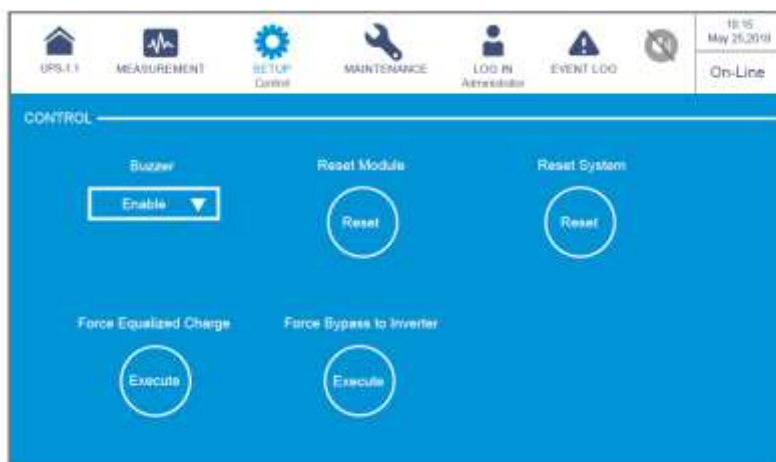 10:15
May 25,2018
UPS-1.1
MEASUREMENT
SETUP
Control
MAINTENANCE
LOG IN
Administrator
EVENT LOG
On-Line
CONTROL
Buzzer
Reset Module
Reset System
Enable
Reset
Reset
Force Equalized Charge
Force Bypass to Inverter
Execute
Execute